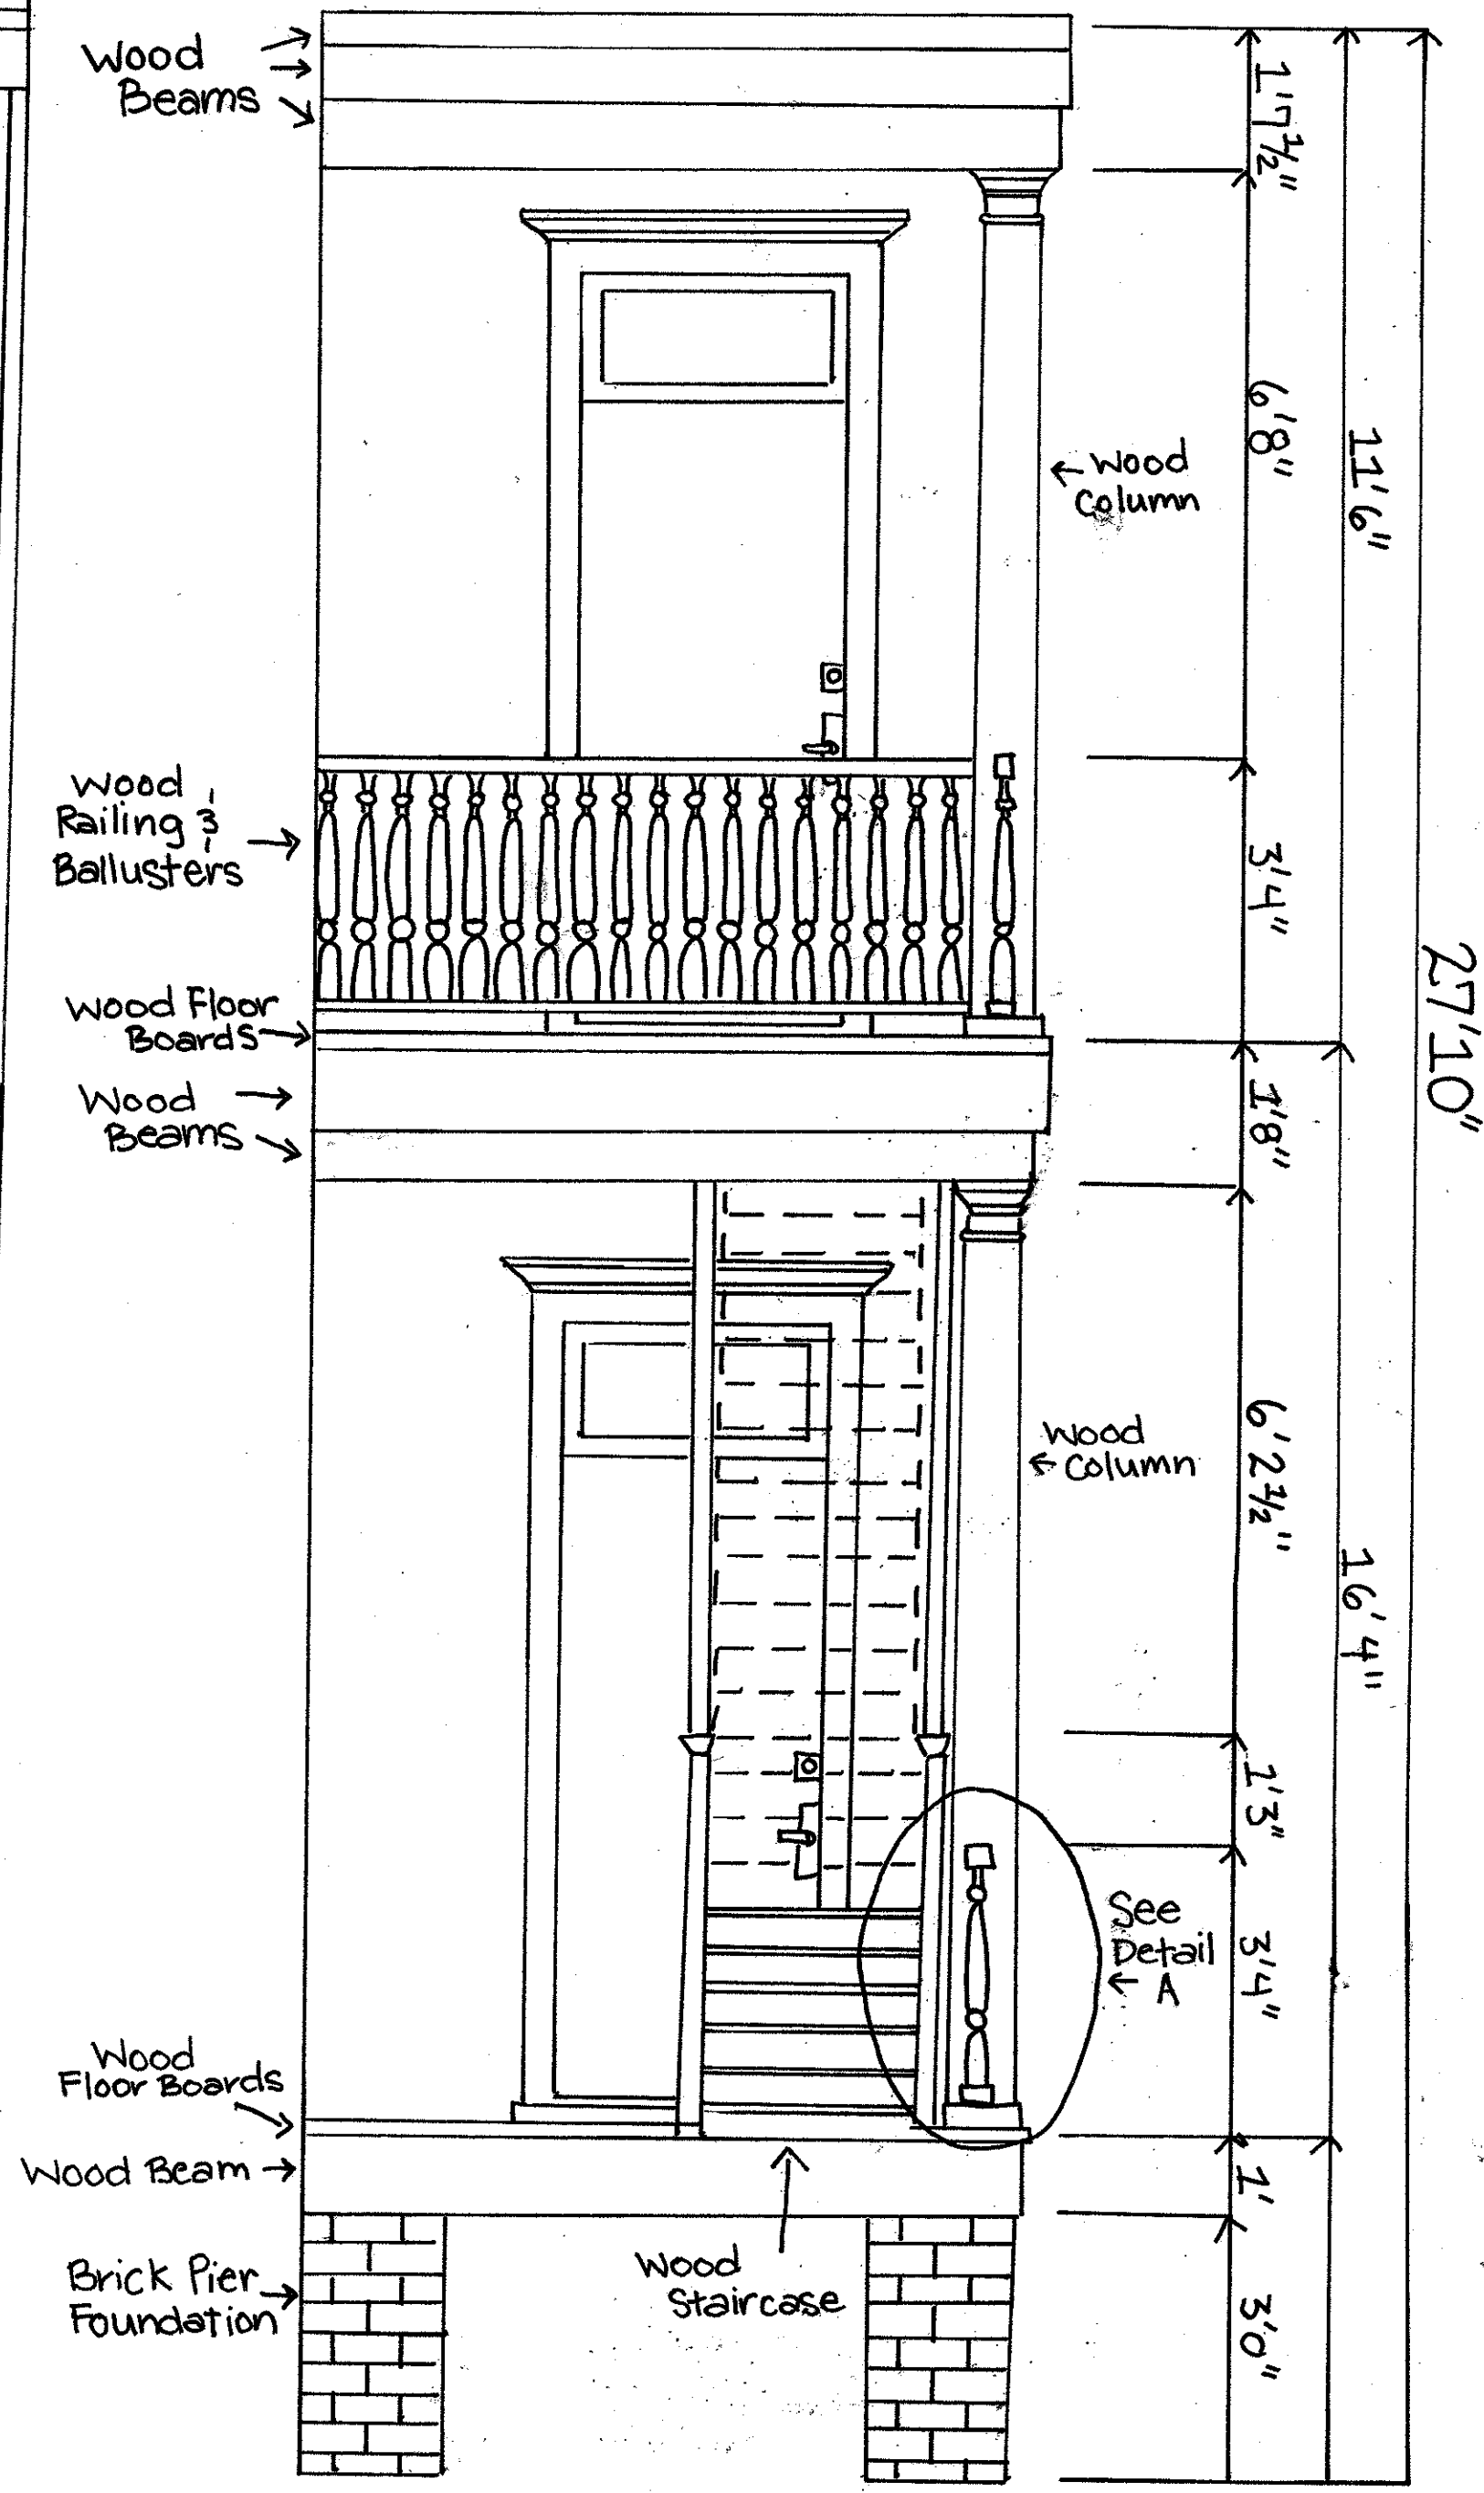 Wood
Beams
1'7½"
6'8"
11'6"
Wood
Column
Wood
Railing &
Ballusters
3'4"
27'10"
Wood Floor
Boards
Wood
Beams
1'8"
Wood
Column
6'2½"
16'4"
1'3"
See
Detail
A
3'4"
Wood
Floor Boards
Wood Beam
1'
Brick Pier
Foundation
Wood
Staircase
3'0"